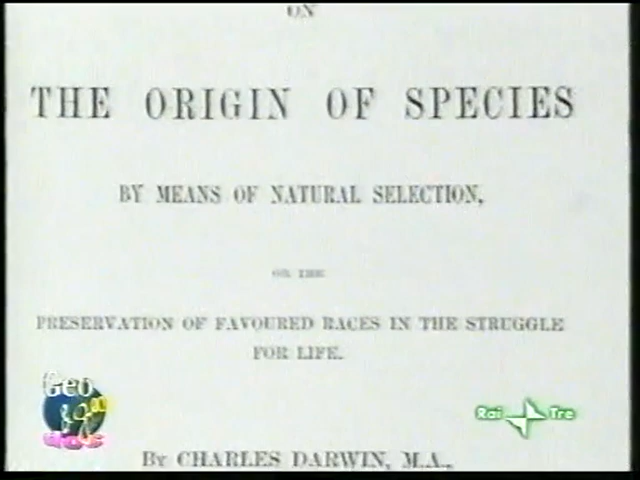 ON
THE ORIGIN OF SPECIES
BY MEANS OF NATURAL SELECTION,
OR THE
PRESERVATION OF FAVOURED RACES IN THE STRUGGLE
FOR LIFE.
By CHARLES DARWIN, M.A.,
Geo
Rai Tre